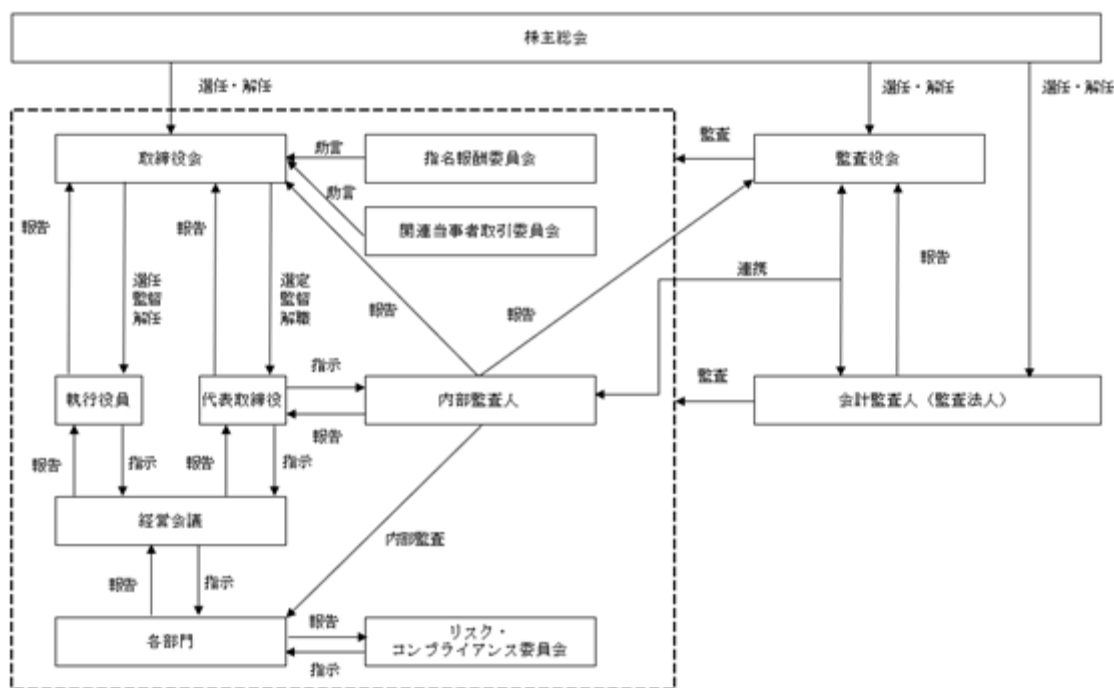 株主総会
選任・解任
選任・解任
選任・解任
取締役会
助言
指名報酬委員会
監査
監査役会
助言
関連当事者取引委員会
報告
選任
監督
解任
報告
選定
監督
解職
報告
報告
連携
報告
執行役員
代表取締役
指示
報告
内部監査人
監査
会計監査人（監査法人）
報告
指示
報告
指示
経営会議
内部監査
報告
指示
各部門
報告
指示
リスク・
コンプライアンス委員会